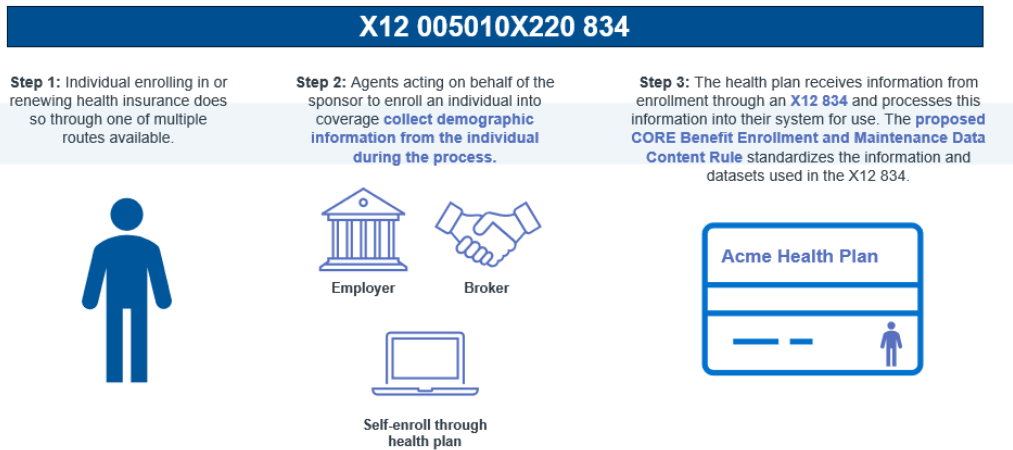 X12 005010X220 834
Step 1: Individual enrolling in or
renewing health insurance does
so through one of multiple
routes available.
Step 2: Agents acting on behalf of the
sponsor to enroll an individual into
coverage collect demographic
information from the individual
during the process.
Employer
Broker
Self-enroll through
health plan
Step 3: The health plan receives information from
enrollment through an X12 834 and processes this
information into their system for use. The proposed
CORE Benefit Enrollment and Maintenance Data
Content Rule standardizes the information and
datasets used in the X12 834.
Acme Health Plan